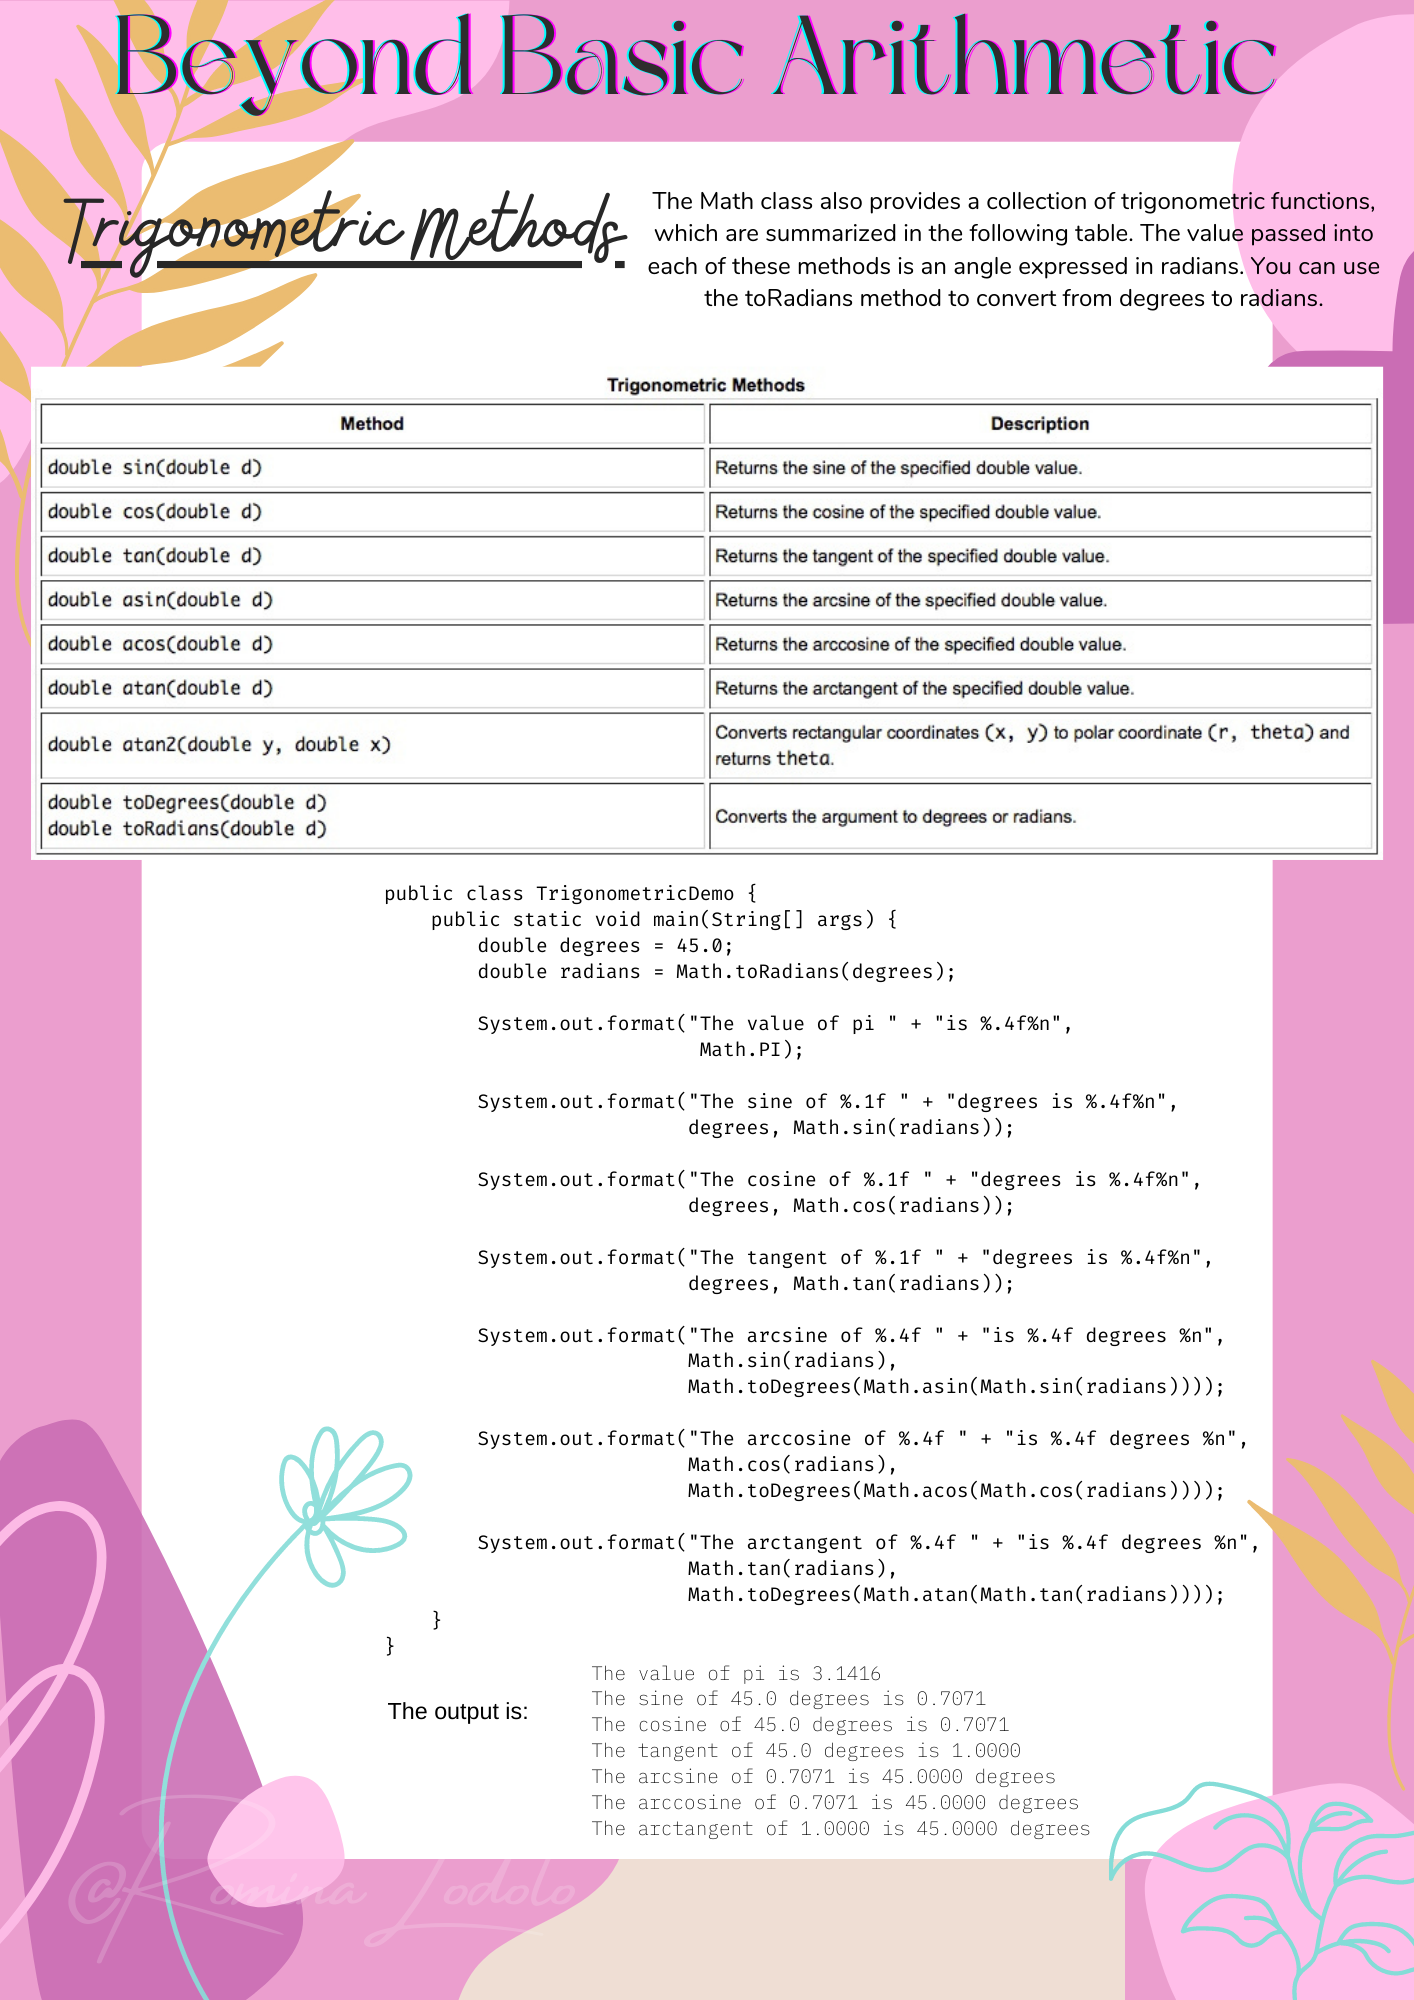 Beyond Basic Arithmetic
Trigonometric Methods.
The Math class also provides a collection of trigonometric functions,
which are summarized in the following table. The value passed into
each of these methods is an angle expressed in radians. You can use
the toRadians method to convert from degrees to radians.
Trigonometric Methods
Method Description
double sin(double d) Returns the sine of the specified double value.
double cos(double d) Returns the cosine of the specified double value.
double tan(double d) Returns the tangent of the specified double value.
double asin(double d) Returns the arcsine of the specified double value.
double acos(double d) Returns the arccosine of the specified double value.
double atan(double d) Returns the arctangent of the specified double value.
double atan2(double y, double x) Converts rectangular coordinates (x, y) to polar coordinate (r, theta) and
returns theta.
double toDegrees(double d)
double toRadians(double d)
Converts the argument to degrees or radians.
public class TrigonometricDemo {
    public static void main(String[] args) {
        double degrees = 45.0;
        double radians = Math.toRadians(degrees);
        System.out.format("The value of pi " + "is %.4f%n",
                           Math.PI);
        System.out.format("The sine of %.1f " + "degrees is %.4f%n",
                          degrees, Math.sin(radians));
        System.out.format("The cosine of %.1f " + "degrees is %.4f%n",
                          degrees, Math.cos(radians));
        System.out.format("The tangent of %.1f " + "degrees is %.4f%n",
                          degrees, Math.tan(radians));
        System.out.format("The arcsine of %.4f " + "is %.4f degrees %n",
                          Math.sin(radians),
                          Math.toDegrees(Math.asin(Math.sin(radians))));
        System.out.format("The arccosine of %.4f " + "is %.4f degrees %n",
                          Math.cos(radians),
                          Math.toDegrees(Math.acos(Math.cos(radians))));
        System.out.format("The arctangent of %.4f " + "is %.4f degrees %n",
                          Math.tan(radians),
                          Math.toDegrees(Math.atan(Math.tan(radians))));
    }
}
The output is:
The value of pi is 3.1416
The sine of 45.0 degrees is 0.7071
The cosine of 45.0 degrees is 0.7071
The tangent of 45.0 degrees is 1.0000
The arcsine of 0.7071 is 45.0000 degrees
The arccosine of 0.7071 is 45.0000 degrees
The arctangent of 1.0000 is 45.0000 degrees
@Romina Lodolo